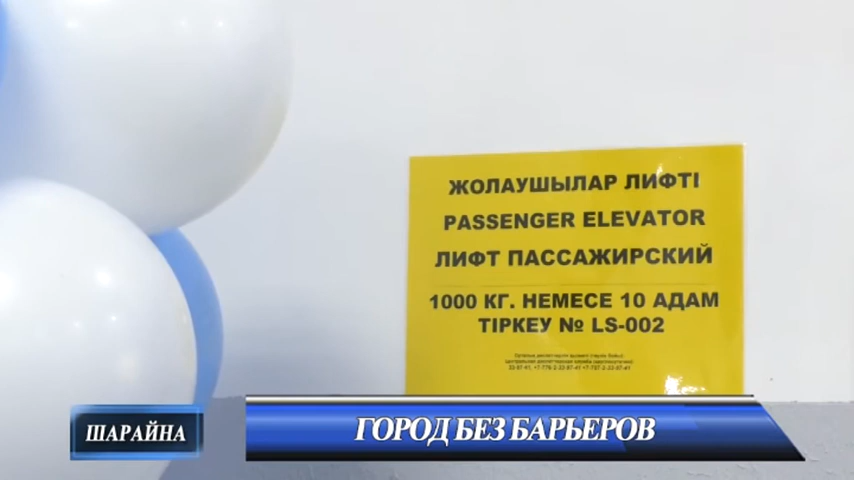 ЖОЛАУШЫЛАР ЛИФТІ
PASSENGER ELEVATOR
ЛИФТ ПАССАЖИРСКИЙ
1000 КГ. НЕМЕСЕ 10 АДАМ
ТІРКЕУ № LS-002
ШАРАЙНА
ГОРОД БЕЗ БАРЬЕРОВ